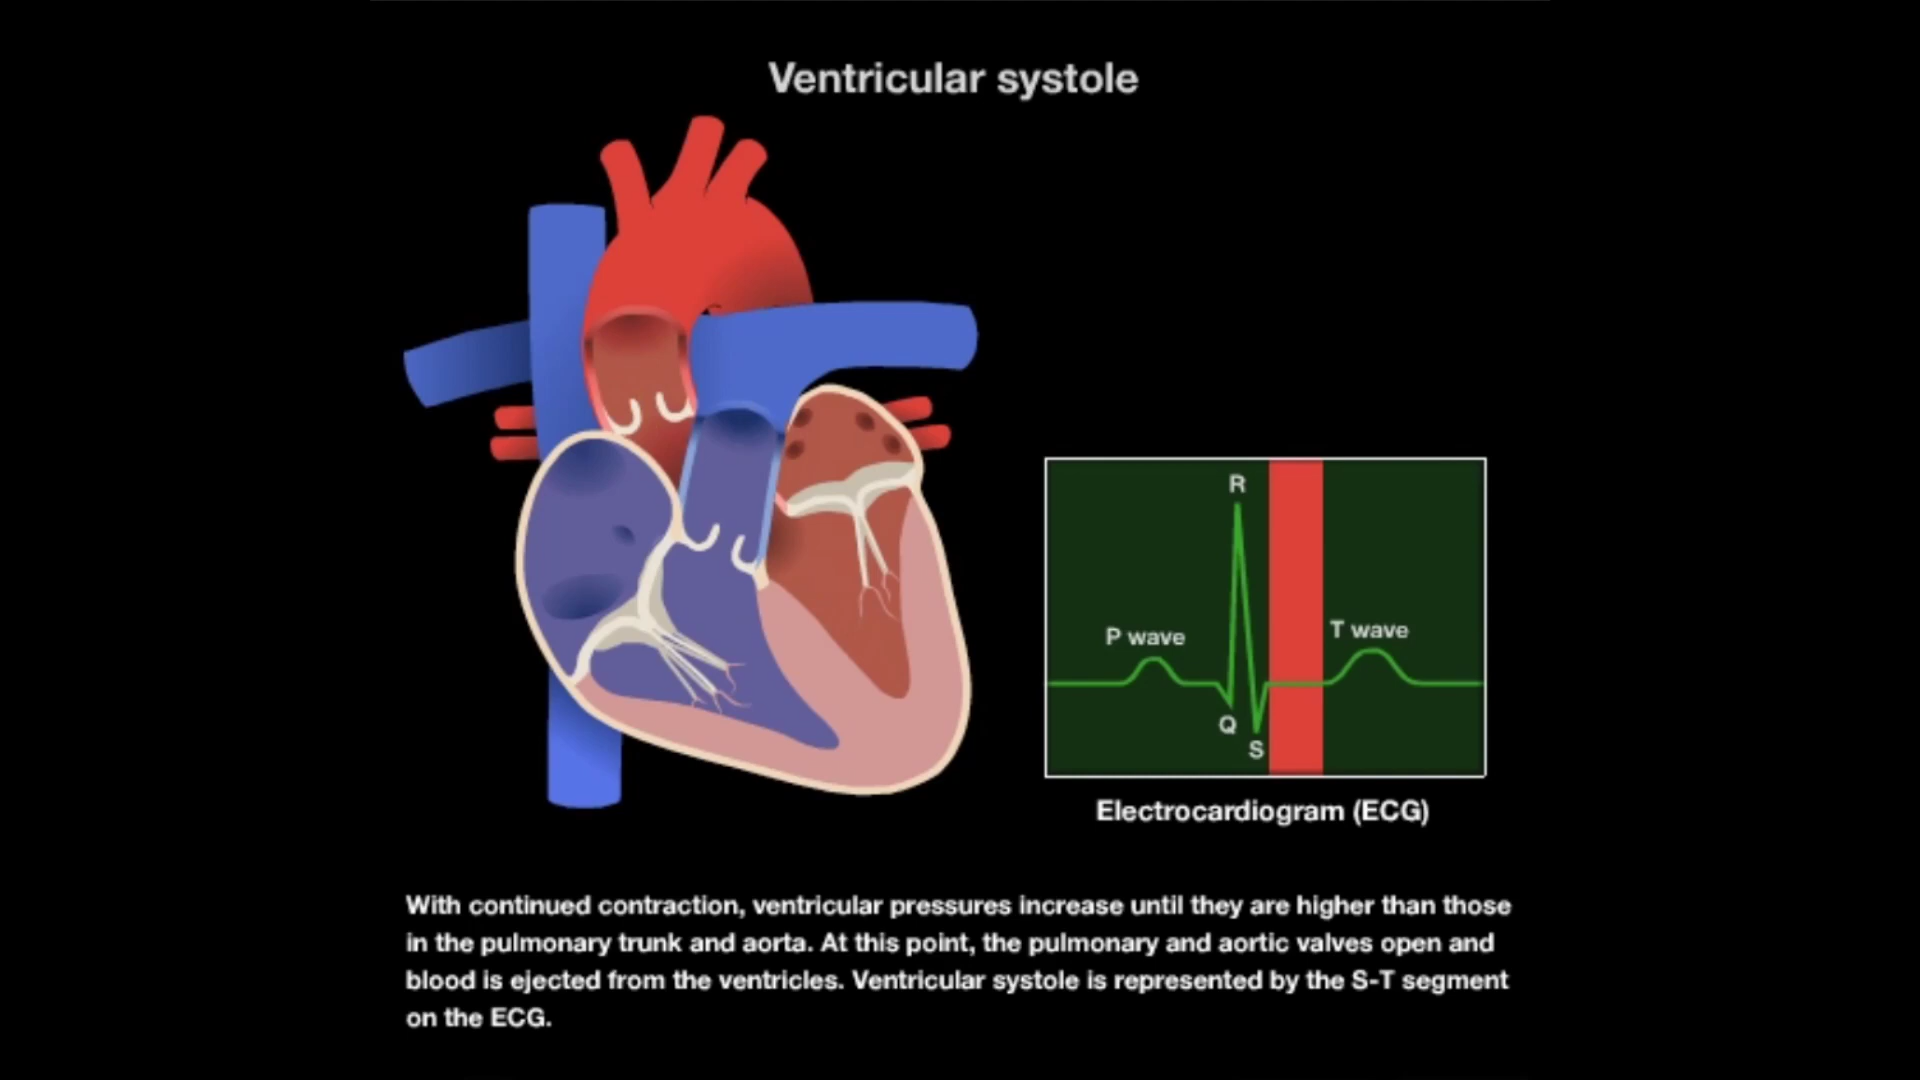 Ventricular systole
R
P wave
T wave
Q
S
Electrocardiogram (ECG)
With continued contraction, ventricular pressures increase until they are higher than those
in the pulmonary trunk and aorta. At this point, the pulmonary and aortic valves open and
blood is ejected from the ventricles. Ventricular systole is represented by the S-T segment
on the ECG.